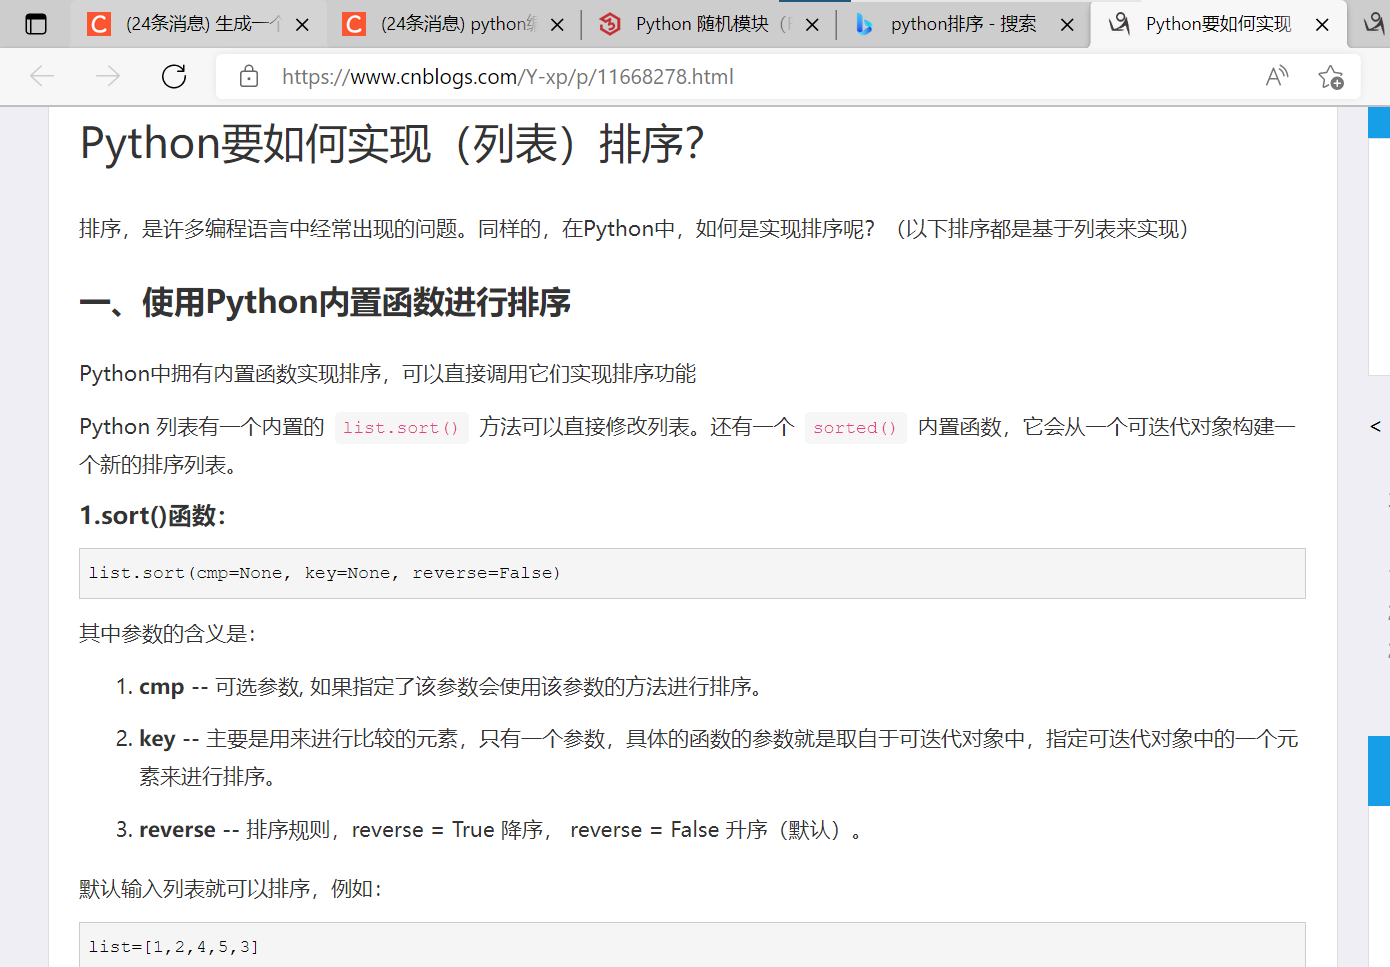 (24条消息) 生成一个
(24条消息) python编
Python 随机模块（
python排序 - 搜索
Python要如何实现
https://www.cnblogs.com/Y-xp/p/11668278.html
Python要如何实现（列表）排序？
排序，是许多编程语言中经常出现的问题。同样的，在Python中，如何是实现排序呢？（以下排序都是基于列表来实现）
一、使用Python内置函数进行排序
Python中拥有内置函数实现排序，可以直接调用它们实现排序功能
Python 列表有一个内置的 list.sort() 方法可以直接修改列表。还有一个 sorted() 内置函数，它会从一个可迭代对象构建一
个新的排序列表。
1.sort()函数：
list.sort(cmp=None, key=None, reverse=False)
其中参数的含义是：
1. cmp -- 可选参数, 如果指定了该参数会使用该参数的方法进行排序。
2. key -- 主要是用来进行比较的元素，只有一个参数，具体的函数的参数就是取自于可迭代对象中，指定可迭代对象中的一个元
素来进行排序。
3. reverse -- 排序规则，reverse = True 降序， reverse = False 升序（默认）。
默认输入列表就可以排序，例如：
list=[1,2,4,5,3]